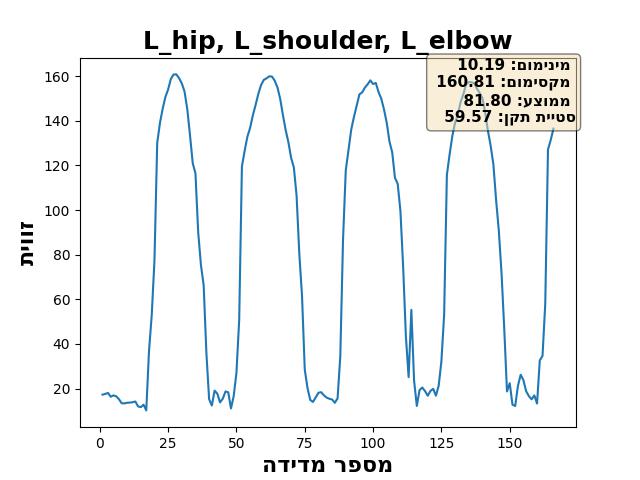 L_hip, L_shoulder, L_elbow
מינימום: 10.19
מקסימום: 160.81
ממוצע: 81.80
סטיית תקן: 59.57
160
140
120
100
80
60
40
20
זווית
0 25 50 75 100 125 150
מספר מדידה